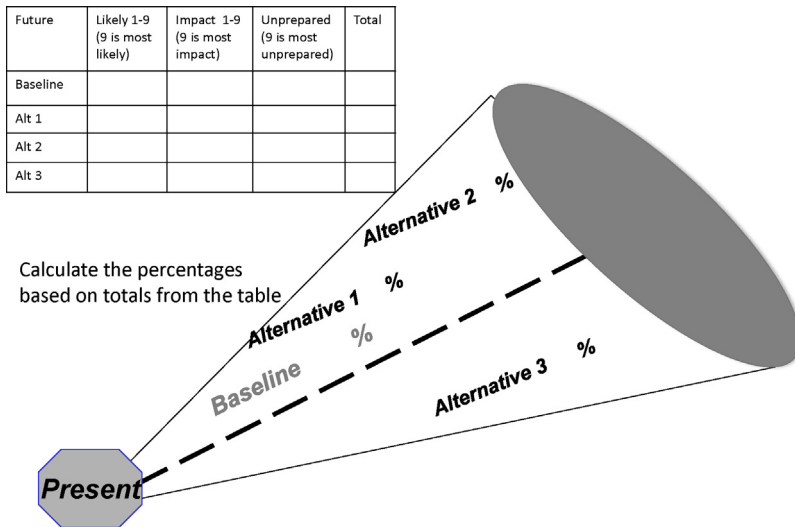 Future Likely 1-9 Impact 1-9 Unprepared Total
(9 is most (9 is most (9 is most
likely) impact) unprepared)
Baseline
Alt 1
Alt 2
Alt 3
Alternative 2 %
Calculate the percentages
based on totals from the table
Alternative 1 %
Baseline %
Alternative 3 %
Present